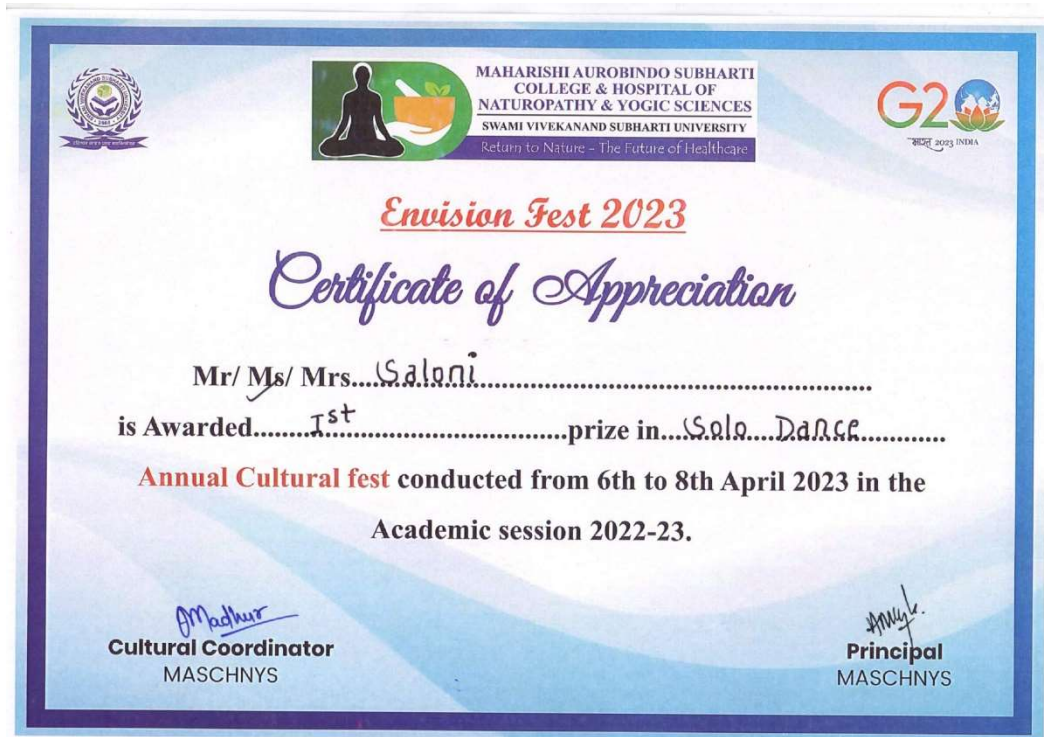 MAHARISHI AUROBINDO SUBHARTI
COLLEGE & HOSPITAL OF
NATUROPATHY & YOGIC SCIENCES
SWAMI VIVEKANAND SUBHARTI UNIVERSITY
Return to Nature - The Future of Healthcare
G20
भारत 2023 INDIA
Envision Fest 2023
Certificate of Appreciation
Mr/ Ms/ Mrs....Saloni....
is Awarded....Ist....prize in....Solo....Dance....
Annual Cultural fest conducted from 6th to 8th April 2023 in the
Academic session 2022-23.
Madhur
Cultural Coordinator
MASCHNYS
Principal
MASCHNYS